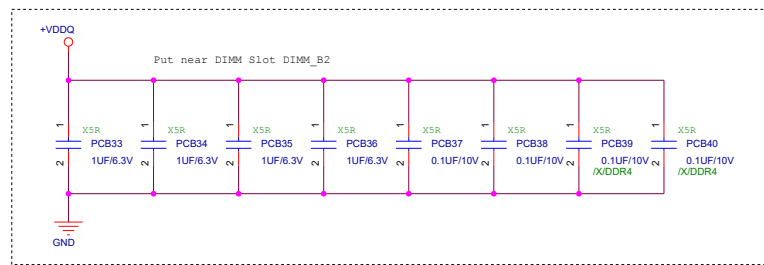 +VDDQ
Put near DIMM Slot DIMM_B2
1 X5R 1 X5R 1 X5R 1 X5R 1 X5R 1 X5R 1 X5R 1 X5R
PCB33 PCB34 PCB35 PCB36 PCB37 PCB38 PCB39 PCB40
2 1UF/6.3V 2 1UF/6.3V 2 1UF/6.3V 2 1UF/6.3V 2 0.1UF/10V 2 0.1UF/10V 2 0.1UF/10V 2 0.1UF/10V
/X/DDR4 /X/DDR4
GND